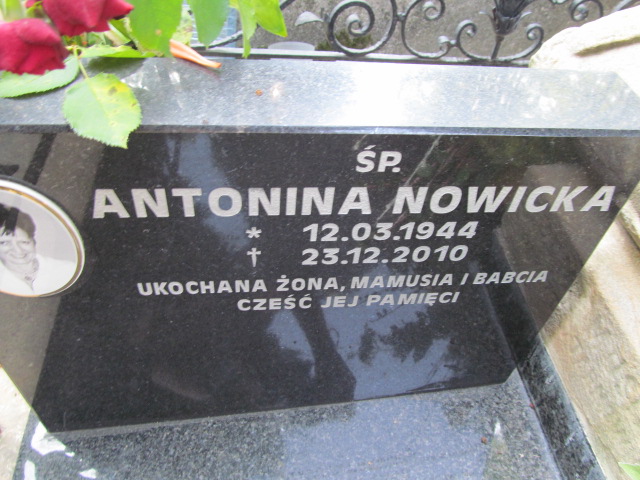 ŚP.
ANTONINA NOWICKA
* 12.03.1944
† 23.12.2010
UKOCHANA ŻONA, MAMUSIA I BABCIA
CZEŚĆ JEJ PAMIĘCI